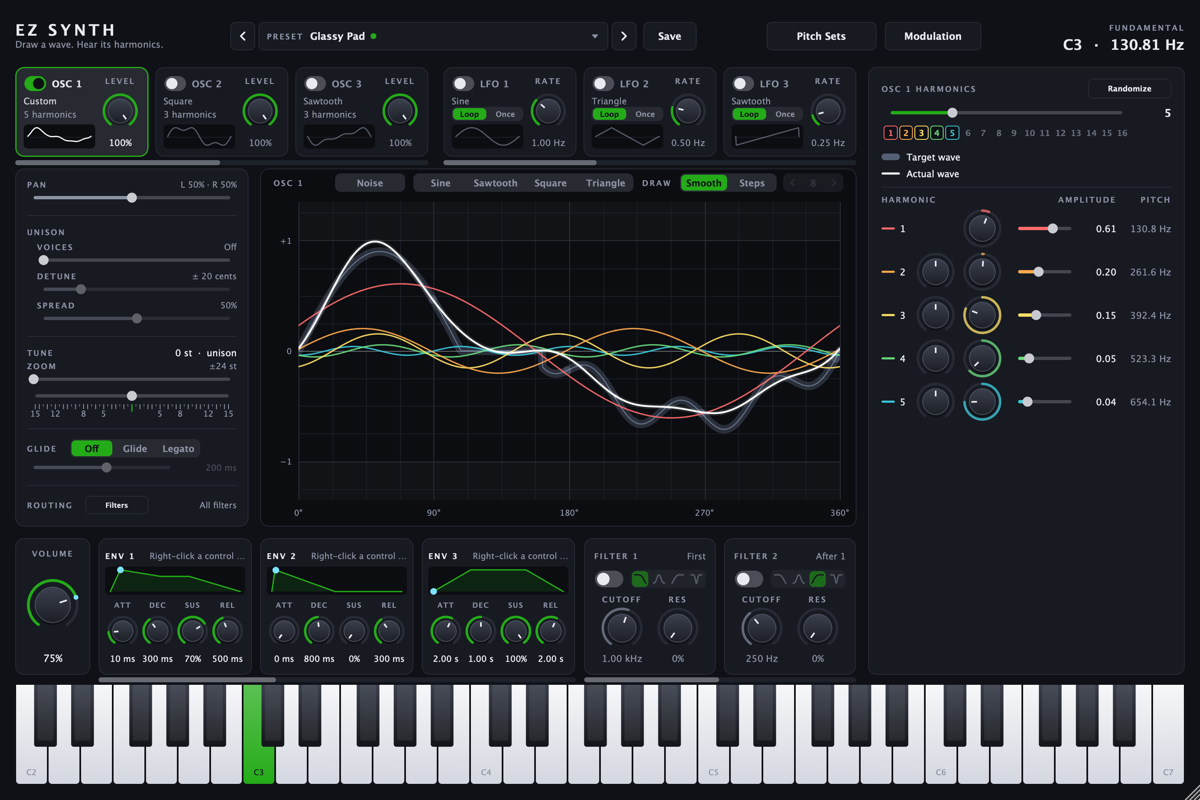 EZ SYNTH
Draw a wave. Hear its harmonics.
PRESET Glassy Pad
Save
Pitch Sets
Modulation
FUNDAMENTAL
C3 · 130.81 Hz
OSC 1 LEVEL
Custom
5 harmonics
100%
OSC 2 LEVEL
Square
3 harmonics
100%
OSC 3 LEVEL
Sawtooth
3 harmonics
100%
LFO 1 RATE
Sine
Loop Once
1.00 Hz
LFO 2 RATE
Triangle
Loop Once
0.50 Hz
LFO 3 RATE
Sawtooth
Loop Once
0.25 Hz
OSC 1 HARMONICS Randomize
5
1 2 3 4 5 6 7 8 9 10 11 12 13 14 15 16
Target wave
Actual wave
HARMONIC AMPLITUDE PITCH
1 0.61 130.8 Hz
2 0.20 261.6 Hz
3 0.15 392.4 Hz
4 0.05 523.3 Hz
5 0.04 654.1 Hz
PAN L 50% · R 50%
UNISON
VOICES Off
DETUNE ± 20 cents
SPREAD 50%
TUNE 0 st · unison
ZOOM ±24 st
15 12 8 5 5 8 12 15
GLIDE Off Glide Legato
200 ms
ROUTING Filters All filters
OSC 1 Noise Sine Sawtooth Square Triangle DRAW Smooth Steps 8
+1
0
−1
0° 90° 180° 270° 360°
VOLUME
75%
ENV 1 Right-click a control ...
ATT DEC SUS REL
10 ms 300 ms 70% 500 ms
ENV 2 Right-click a control ...
ATT DEC SUS REL
0 ms 800 ms 0% 300 ms
ENV 3 Right-click a control ...
ATT DEC SUS REL
2.00 s 1.00 s 100% 2.00 s
FILTER 1 First
CUTOFF RES
1.00 kHz 0%
FILTER 2 After 1
CUTOFF RES
250 Hz 0%
C2 C3 C4 C5 C6 C7